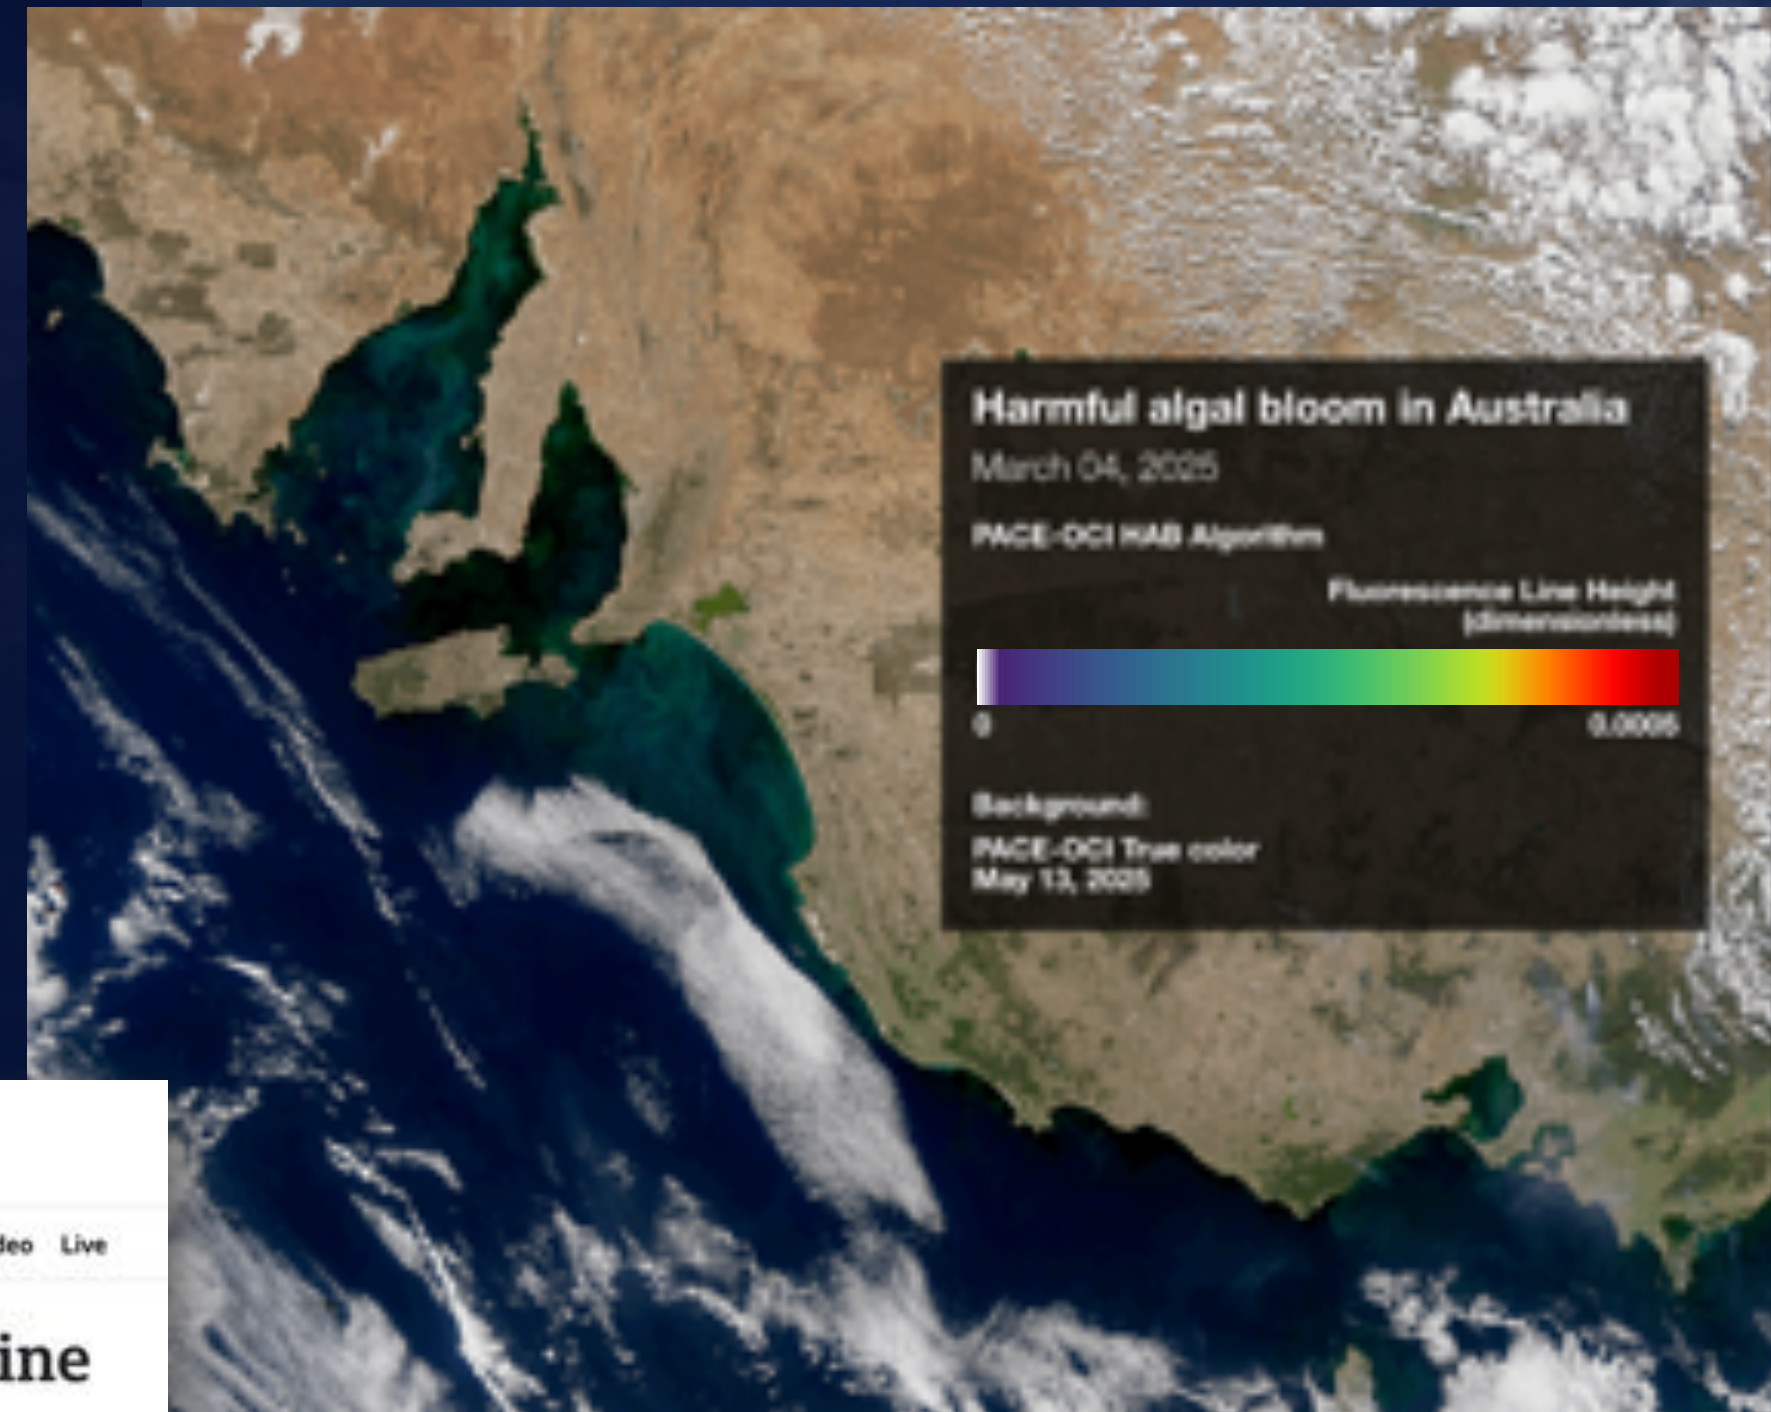 Harmful algal bloom in Australia
March 04, 2025
PACE-OCI HAB Algorithm
Fluorescence Line Height
(dimensionless)
0 0.0005
Background:
PACE-OCI True color
May 13, 2025
deo Live
ine